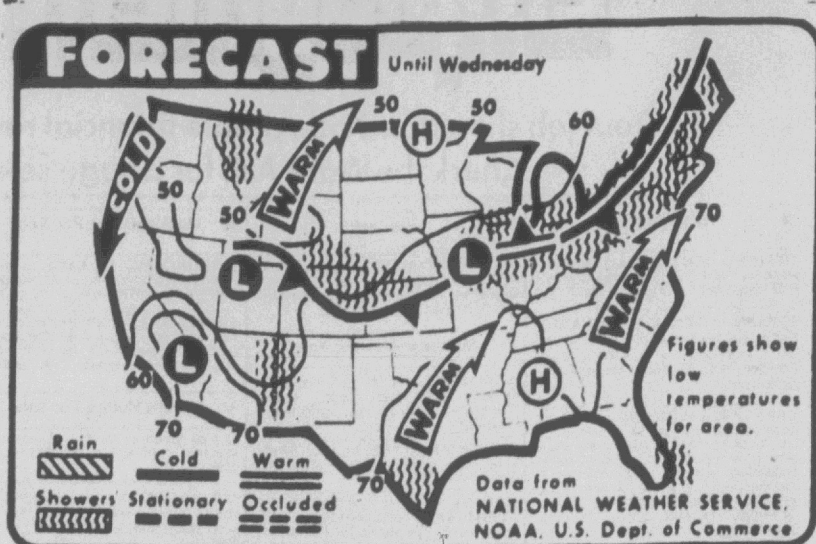 FORECAST
Until Wednesday
COLD
50
50
60
50
50
WARM
H
70
L
L
WARM
L
60
WARM
H
70
70
70
Figures show
low
temperatures
for area.
Rain
Cold
Warm
Showers
Stationary
Occluded
Data from
NATIONAL WEATHER SERVICE,
NOAA, U.S. Dept. of Commerce